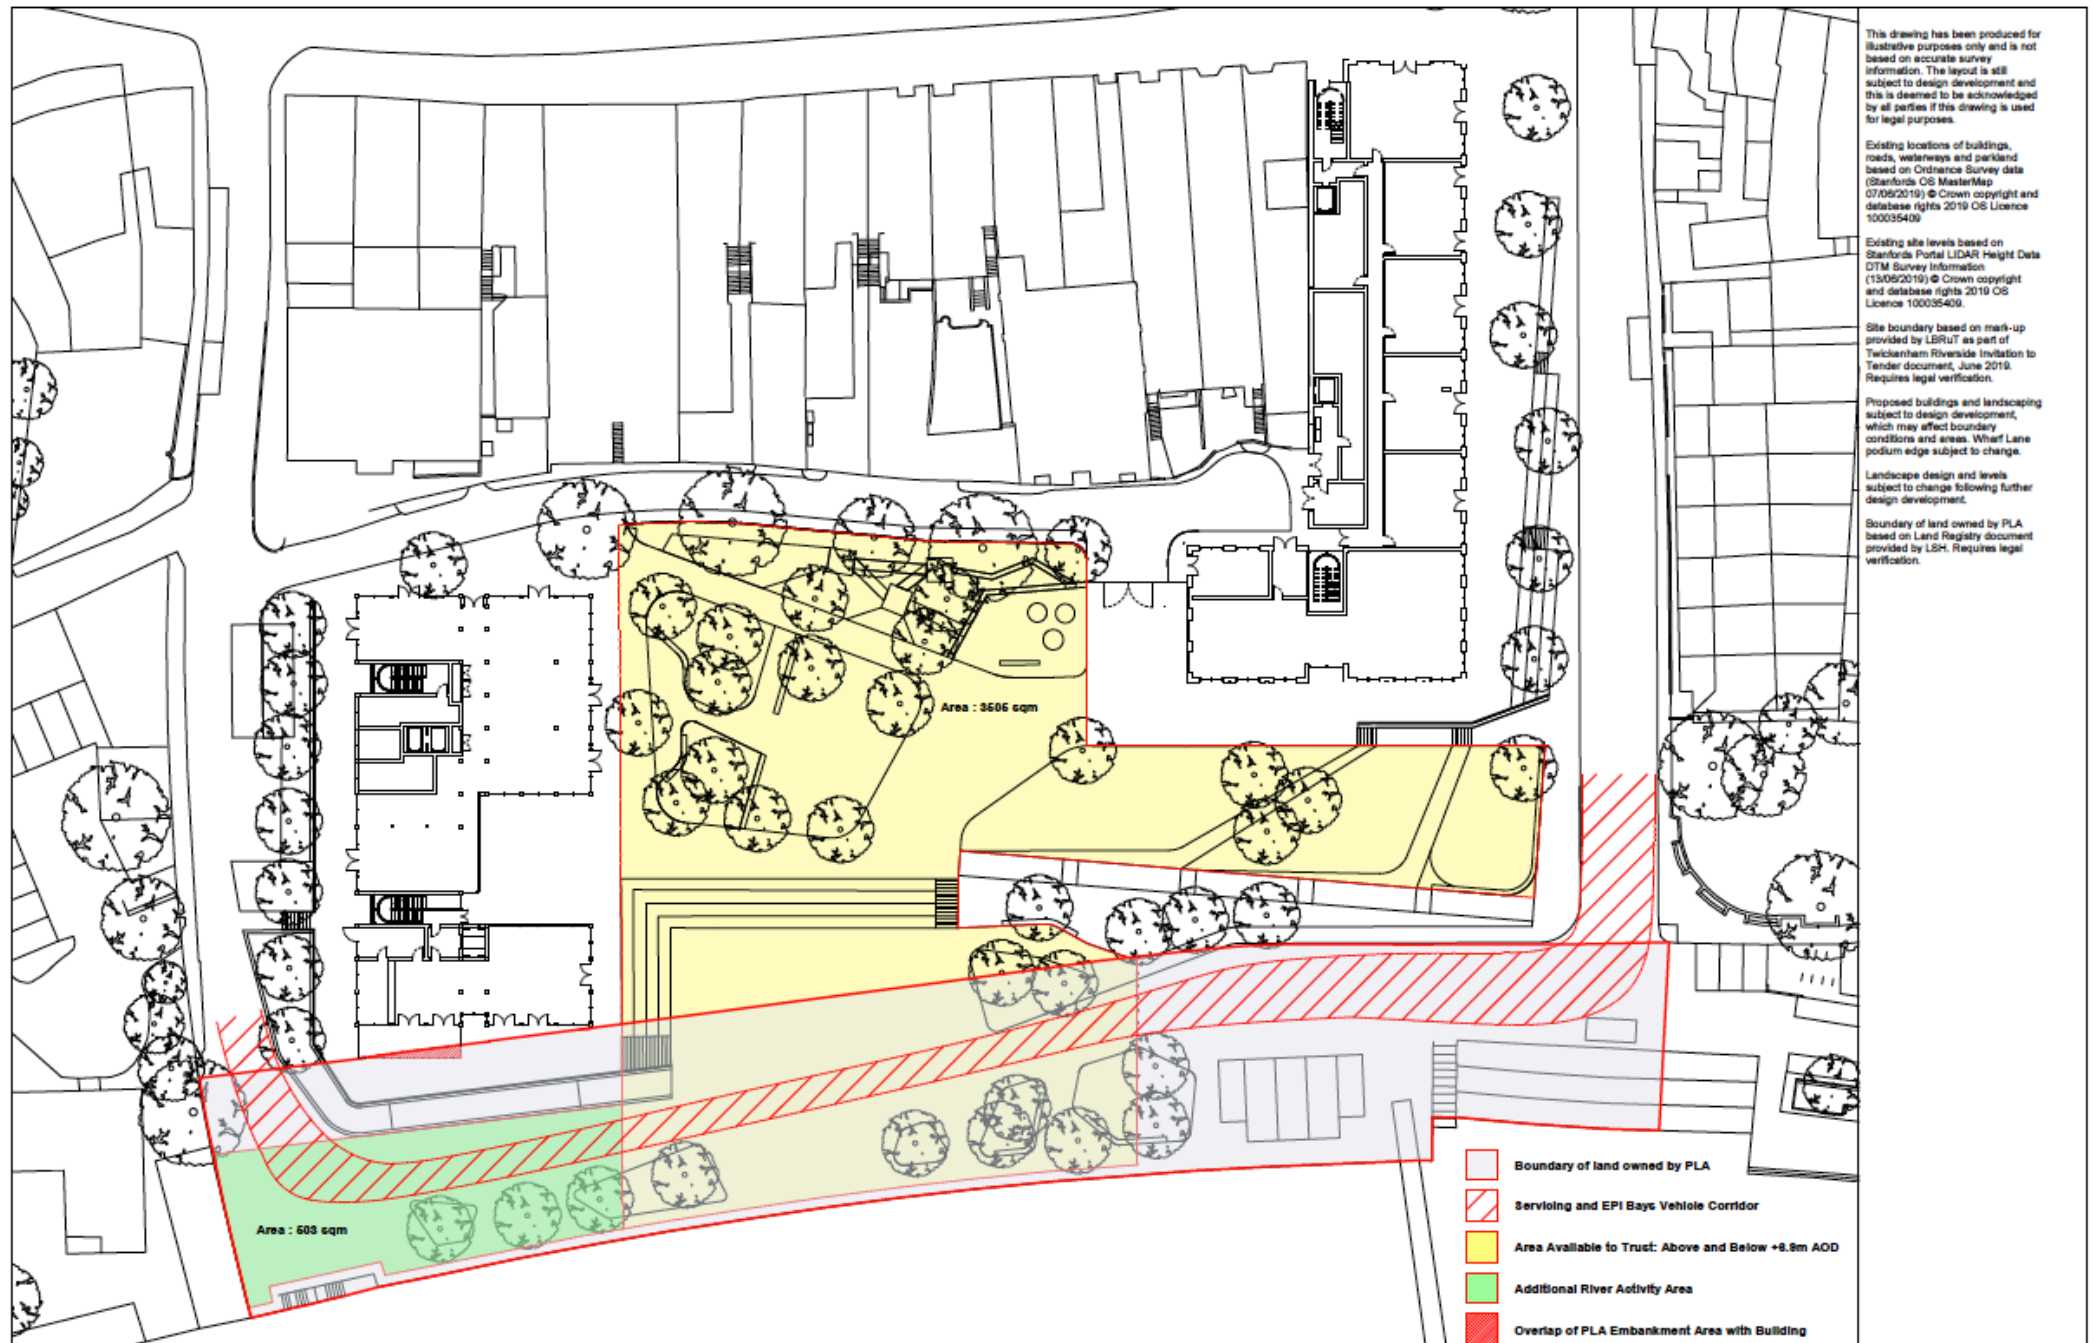 This drawing has been produced for
illustrative purposes only and is not
based on accurate survey
information. The layout is still
subject to design development and
this is deemed to be acknowledged
by all parties if this drawing is used
for legal purposes.
Existing locations of buildings,
roads, waterways and parkland
based on Ordnance Survey data
(Stanfords OS MasterMap
07/06/2019) © Crown copyright and
database rights 2019 OS Licence
100035409
Existing site levels based on
Stanfords Portal LIDAR Height Data
DTM Survey Information
(13/06/2019) © Crown copyright
and database rights 2019 OS
Licence 100035409.
Site boundary based on mark-up
provided by LBRuT as part of
Twickenham Riverside Invitation to
Tender document, June 2019.
Requires legal verification.
Proposed buildings and landscaping
subject to design development,
which may affect boundary
conditions and areas. Wharf Lane
podium edge subject to change.
Landscape design and levels
subject to change following further
design development.
Boundary of land owned by PLA
based on Land Registry document
provided by LSH. Requires legal
verification.
Area : 3505 sqm
Area : 503 sqm
Boundary of land owned by PLA
Servicing and EPI Bays Vehicle Corridor
Area Available to Trust: Above and Below +6.9m AOD
Additional River Activity Area
Overlap of PLA Embankment Area with Building